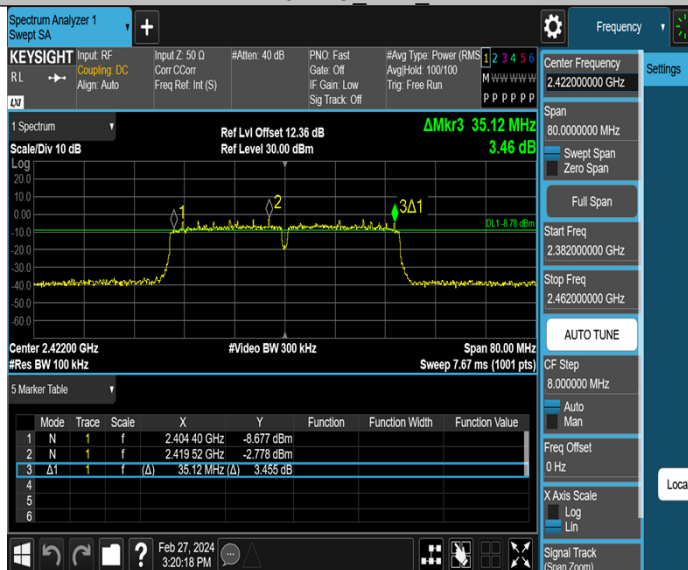 Spectrum Analyzer 1
Swept SA
+
Frequency
KEYSIGHT
RL
LXI
Input: RF
Coupling: DC
Align: Auto
Input Z: 50 Ω
Corr CCorr
Freq Ref: Int (S)
#Atten: 40 dB
PNO: Fast
Gate: Off
IF Gain: Low
Sig Track: Off
#Avg Type: Power (RMS
Avg|Hold: 100/100
Trig: Free Run
1 2 3 4 5 6
M W W W W W
P P P P P P
1 Spectrum
Scale/Div 10 dB
Ref Lvl Offset 12.36 dB
Ref Level 30.00 dBm
ΔMkr3 35.12 MHz
3.46 dB
Log
20.0
10.0
0.00
-10.0
-20.0
-30.0
-40.0
-50.0
-60.0
1
2
3Δ1
DL1 -8.78 dBm
Center 2.42200 GHz
#Video BW 300 kHz
Span 80.00 MHz
#Res BW 100 kHz
Sweep 7.67 ms (1001 pts)
5 Marker Table
Mode Trace Scale X Y Function Function Width Function Value
1 N 1 f 2.404 40 GHz -8.677 dBm
2 N 1 f 2.419 52 GHz -2.778 dBm
3 Δ1 1 f (Δ) 35.12 MHz (Δ) 3.455 dB
4
5
6
Feb 27, 2024
3:20:18 PM
Center Frequency
2.422000000 GHz
Span
80.0000000 MHz
Swept Span
Zero Span
Full Span
Start Freq
2.382000000 GHz
Stop Freq
2.462000000 GHz
AUTO TUNE
CF Step
8.000000 MHz
Auto
Man
Freq Offset
0 Hz
X Axis Scale
Log
Lin
Signal Track
(Span Zoom)
Settings
Loca